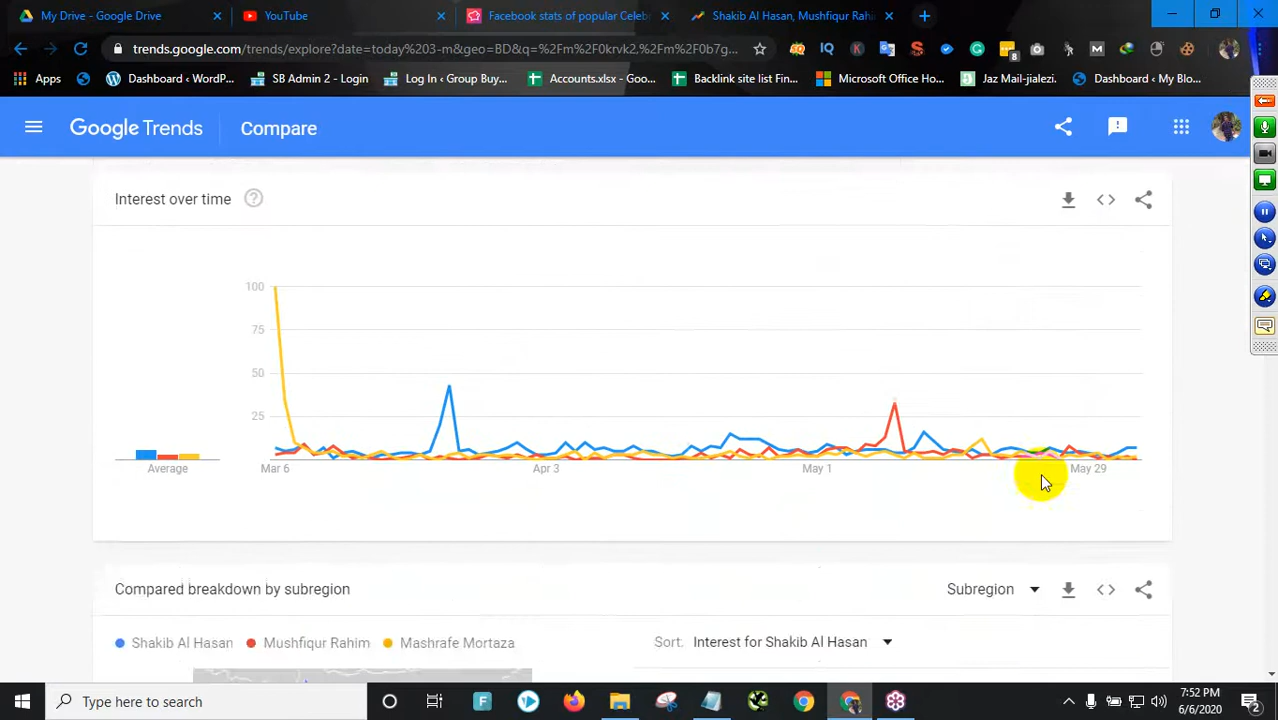 My Drive - Google Drive
YouTube
Facebook stats of popular Celeb
Shakib Al Hasan, Mushfiqur Rahi
trends.google.com/trends/explore?date=today%203-m&geo=BD&q=%2Fm%2F0krvk2,%2Fm%2F0b7g...
Apps
Dashboard ‹ WordP...
SB Admin 2 - Login
Log In ‹ Group Buy...
Accounts.xlsx - Goo...
Backlink site list Fin...
Microsoft Office Ho...
Jaz Mail-jialezi.
Dashboard ‹ My Blo...
Google Trends
Compare
Interest over time
100
75
50
25
Average
Mar 6
Apr 3
May 1
May 29
Compared breakdown by subregion
Subregion
Shakib Al Hasan
Mushfiqur Rahim
Mashrafe Mortaza
Sort: Interest for Shakib Al Hasan
Type here to search
7:52 PM
6/6/2020
2